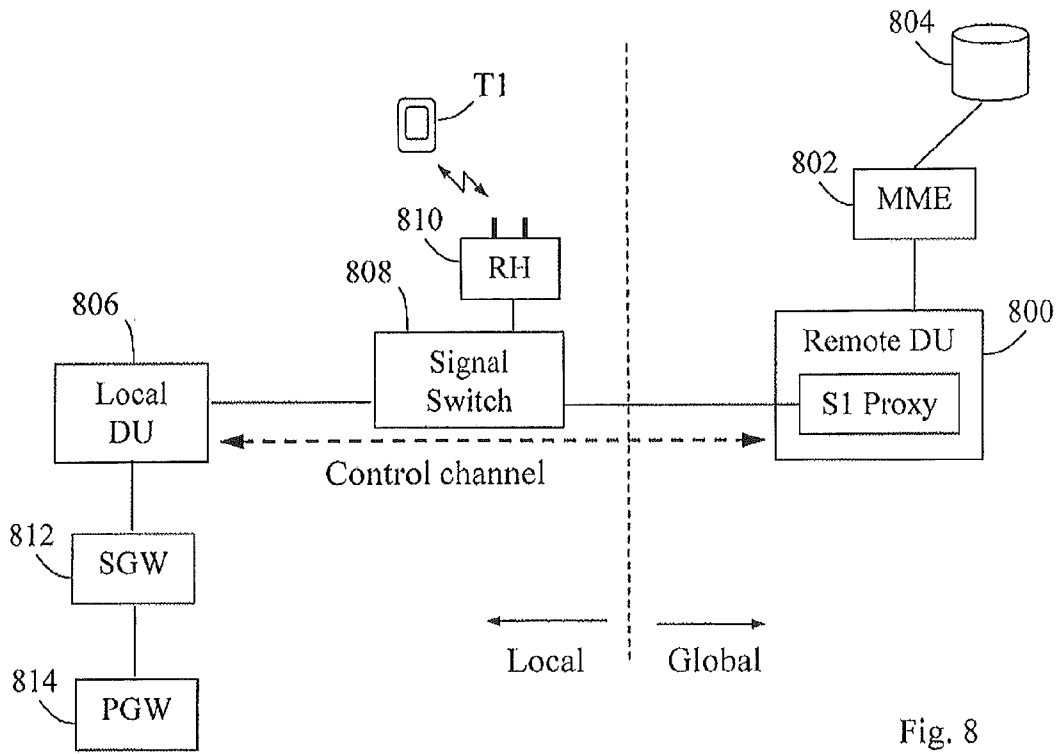 804
T1
802
MME
810
RH
808
806
800
Remote DU
Signal
Switch
Local
DU
S1 Proxy
Control channel
812
SGW
Local
Global
814
PGW
Fig. 8